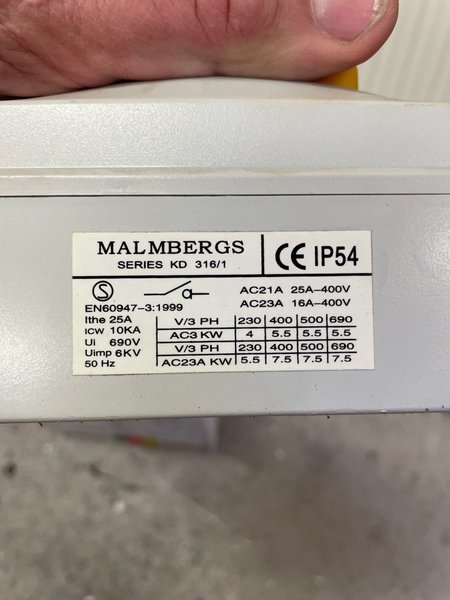 MALMBERGS
SERIES KD 316/1
CE IP54
S
AC21A 25A-400V
AC23A 16A-400V
EN60947-3:1999
Ithe 25A
ICW 10KA
Ui 690V
Uimp 6KV
50 Hz
V/3 PH 230 400 500 690
AC3 KW 4 5.5 5.5 5.5
V/3 PH 230 400 500 690
AC23A KW 5.5 7.5 7.5 7.5